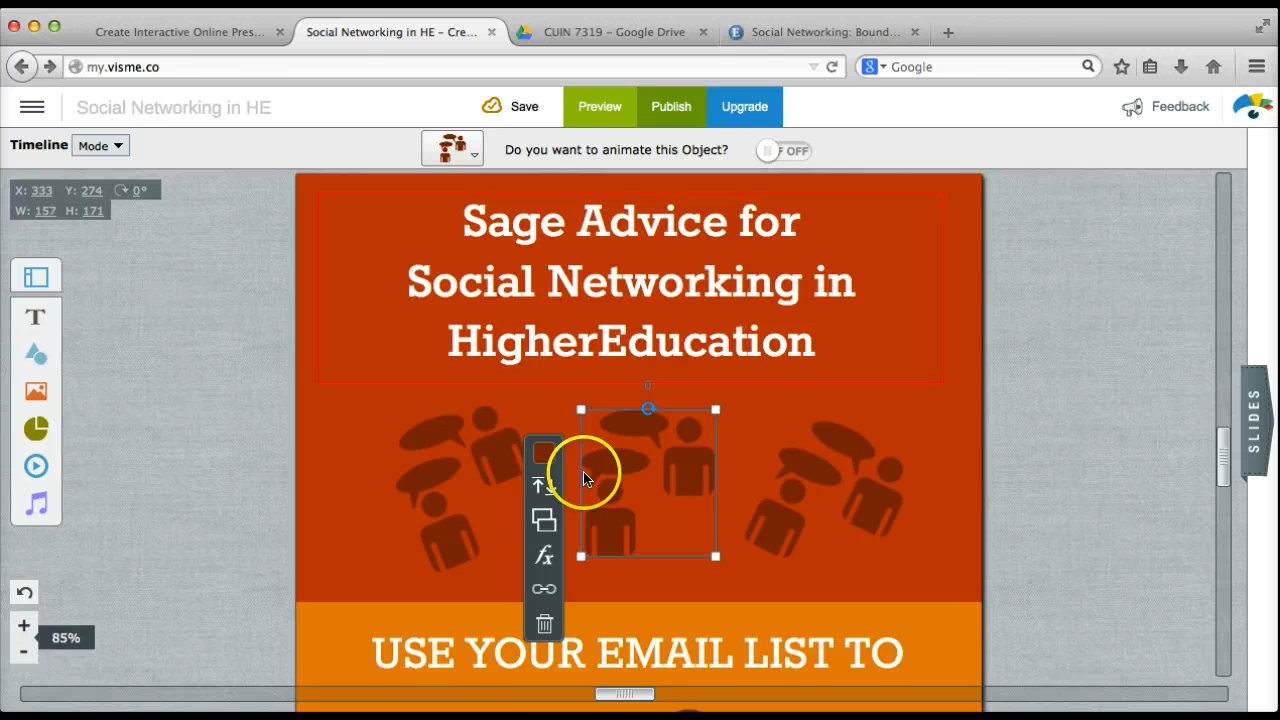 Create Interactive Online Pres...
Social Networking in HE – Cre...
CUIN 7319 – Google Drive
Social Networking: Bound...
my.visme.co
Google
Social Networking in HE
Save
Preview
Publish
Upgrade
Feedback
Timeline
Mode
Do you want to animate this Object?
OFF
X: 333 Y: 274 0°
W: 157 H: 171
Sage Advice for
Social Networking in
HigherEducation
T
fx
SLIDES
85%
USE YOUR EMAIL LIST TO